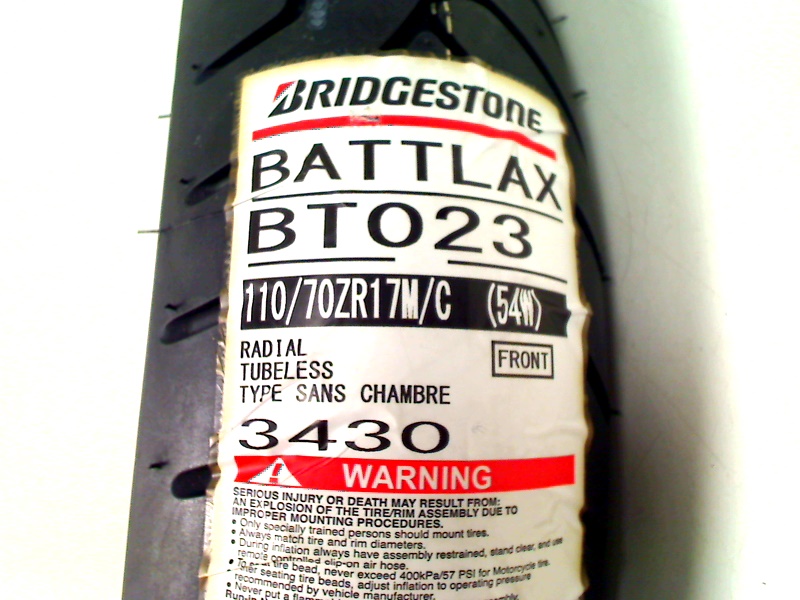 BRIDGESTONE
BATTLAX
BT023
110/70ZR17M/C (54W)
RADIAL
TUBELESS
TYPE SANS CHAMBRE
FRONT
3430
WARNING
SERIOUS INJURY OR DEATH MAY RESULT FROM:
AN EXPLOSION OF THE TIRE/RIM ASSEMBLY DUE TO
IMPROPER MOUNTING PROCEDURES.
• Only specially trained persons should mount tires.
• Always match tire and rim diameters.
• During inflation always have assembly restrained, stand clear, and use
remote controlled clip-on air hose.
tire bead, never exceed 400kPa/57 PSI for Motorcycle tire.
seating tire beads, adjust inflation to operating pressure
recommended by vehicle manufacturer.
• Never put a